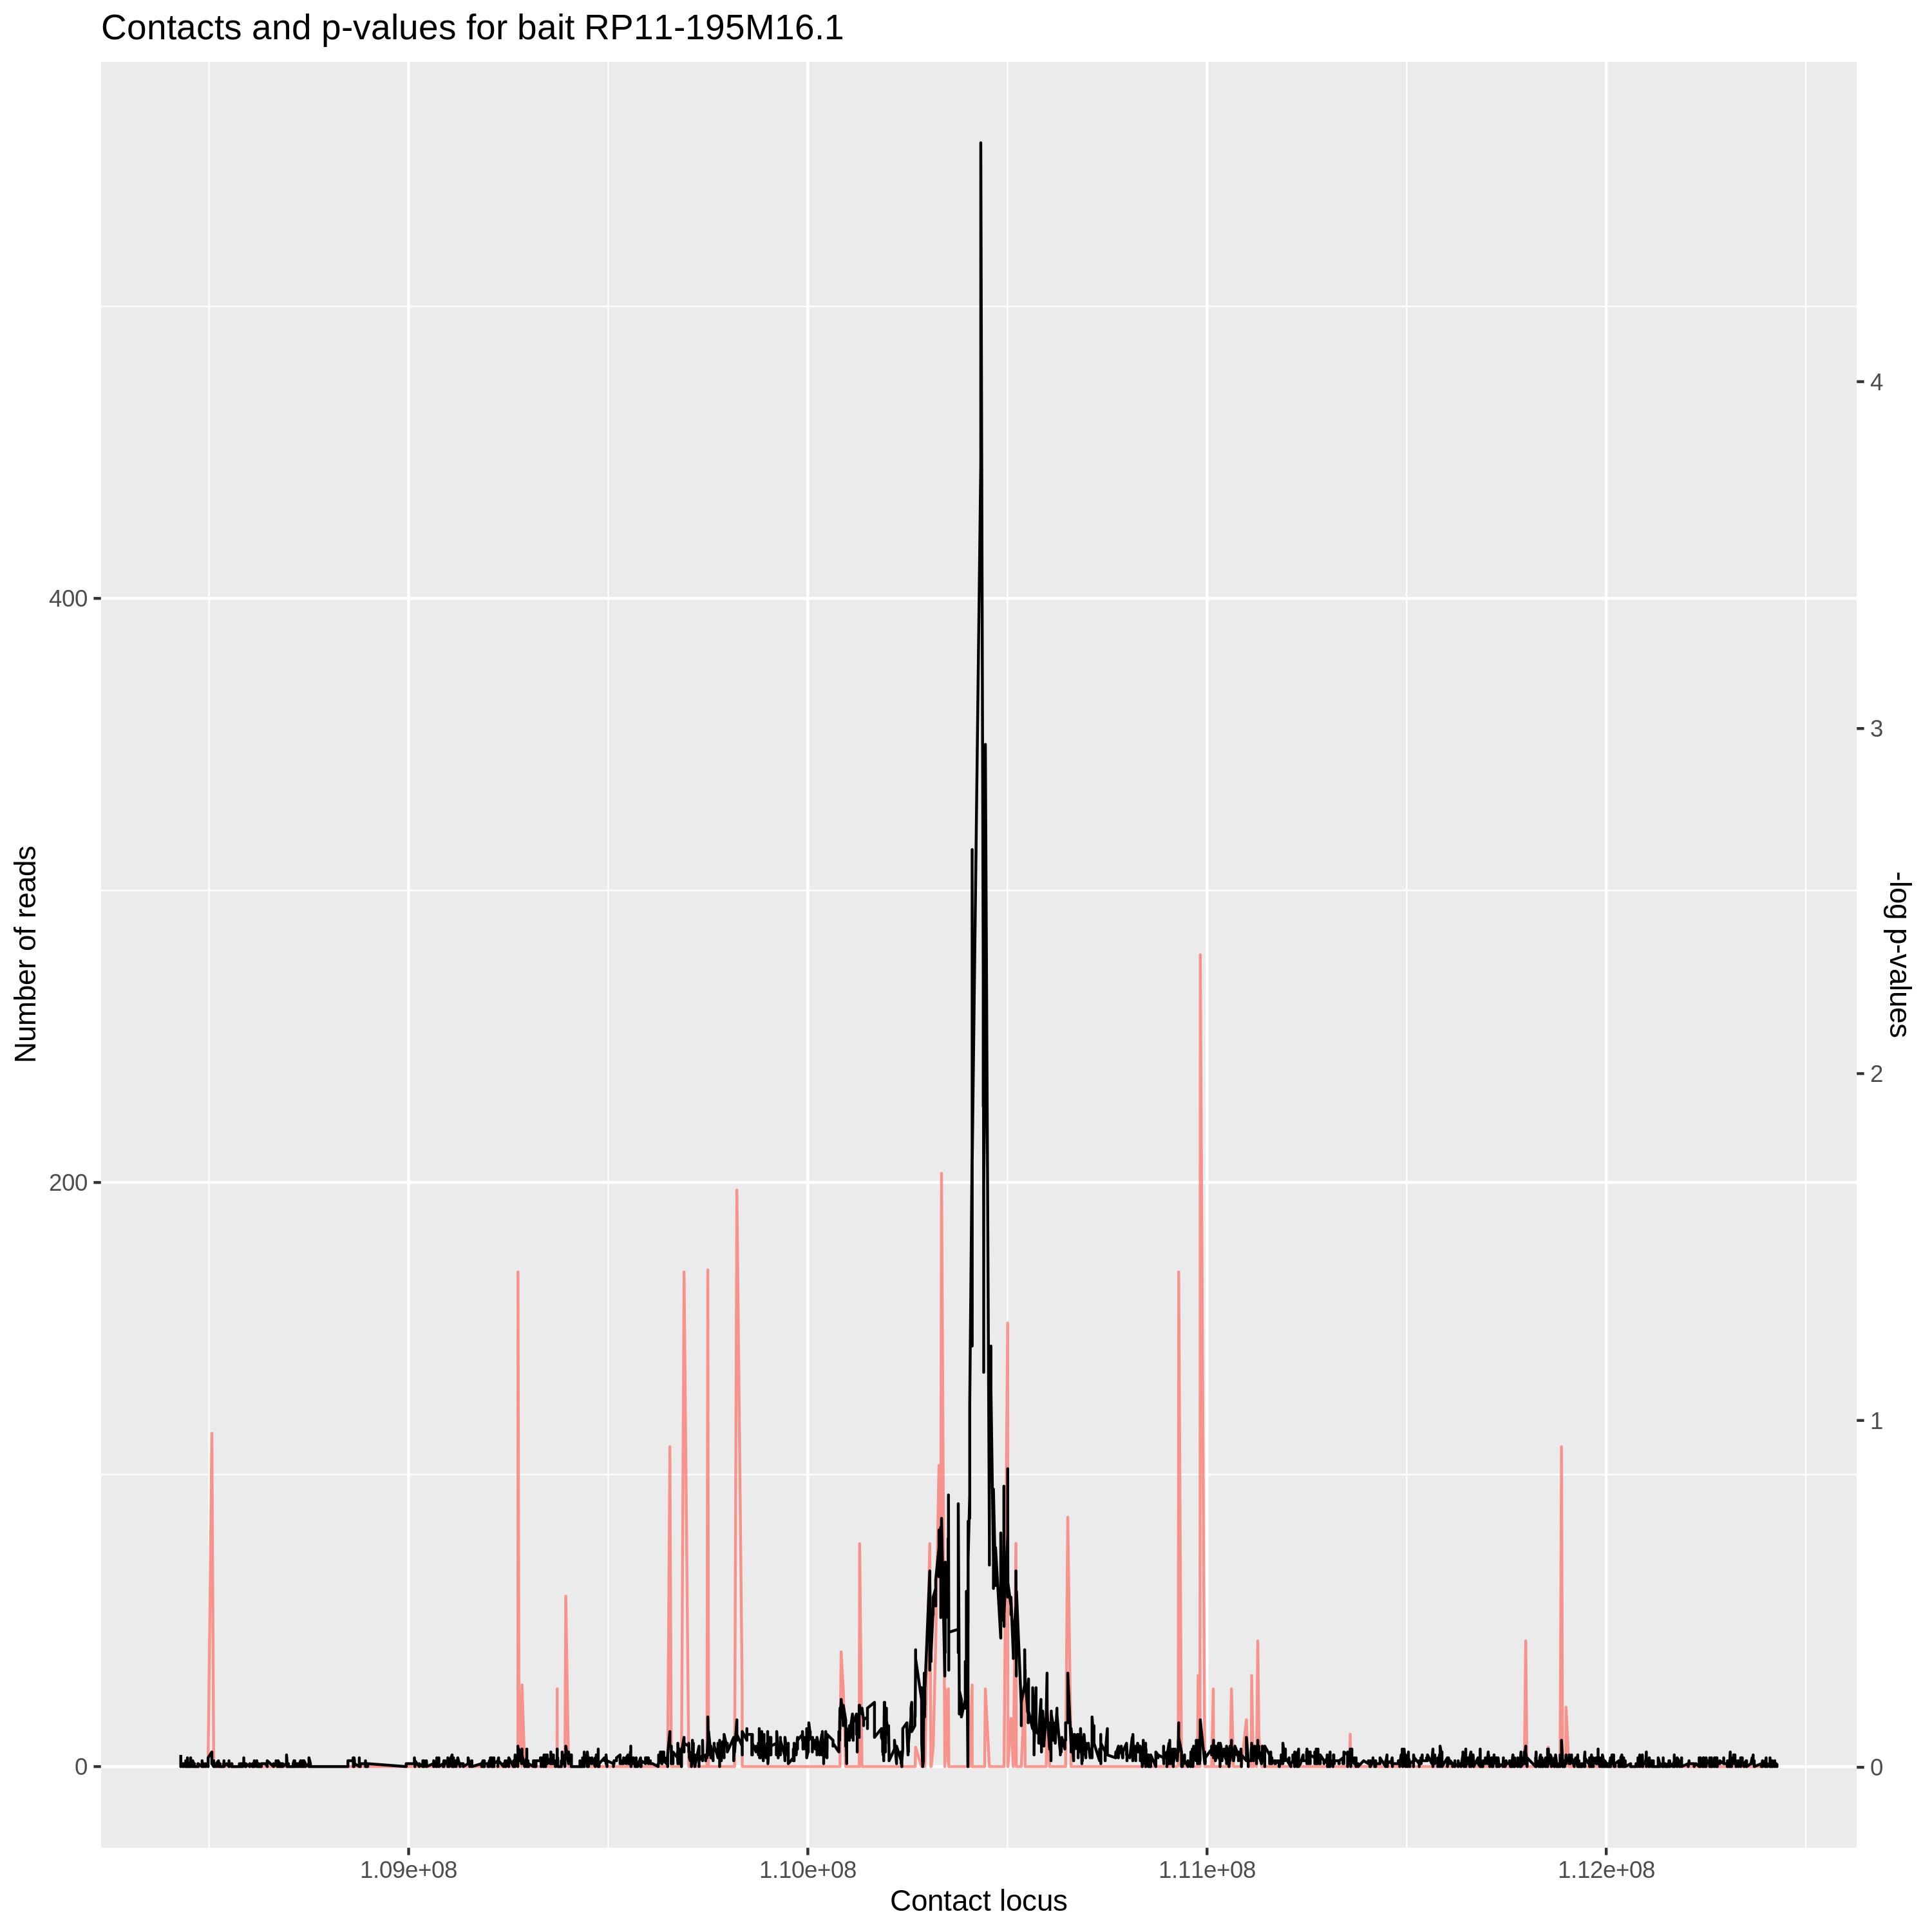 Contacts and p-values for bait RP11-195M16.1
Number of reads
400
200
0
4
3
2
1
0
-log p-values
1.09e+08
1.10e+08
1.11e+08
1.12e+08
Contact locus